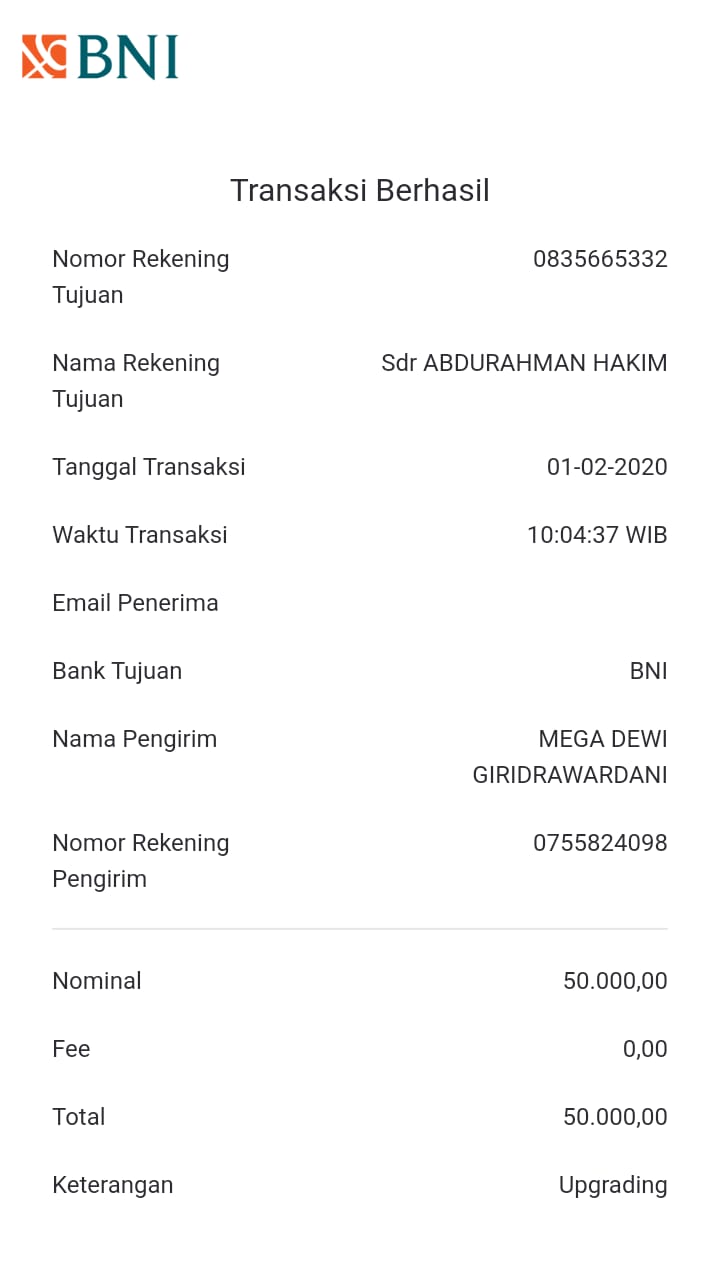 BNI
Transaksi Berhasil
Nomor Rekening Tujuan 0835665332
Nama Rekening Tujuan Sdr ABDURAHMAN HAKIM
Tanggal Transaksi 01-02-2020
Waktu Transaksi 10:04:37 WIB
Email Penerima
Bank Tujuan BNI
Nama Pengirim MEGA DEWI GIRIDRAWARDANI
Nomor Rekening Pengirim 0755824098
Nominal 50.000,00
Fee 0,00
Total 50.000,00
Keterangan Upgrading